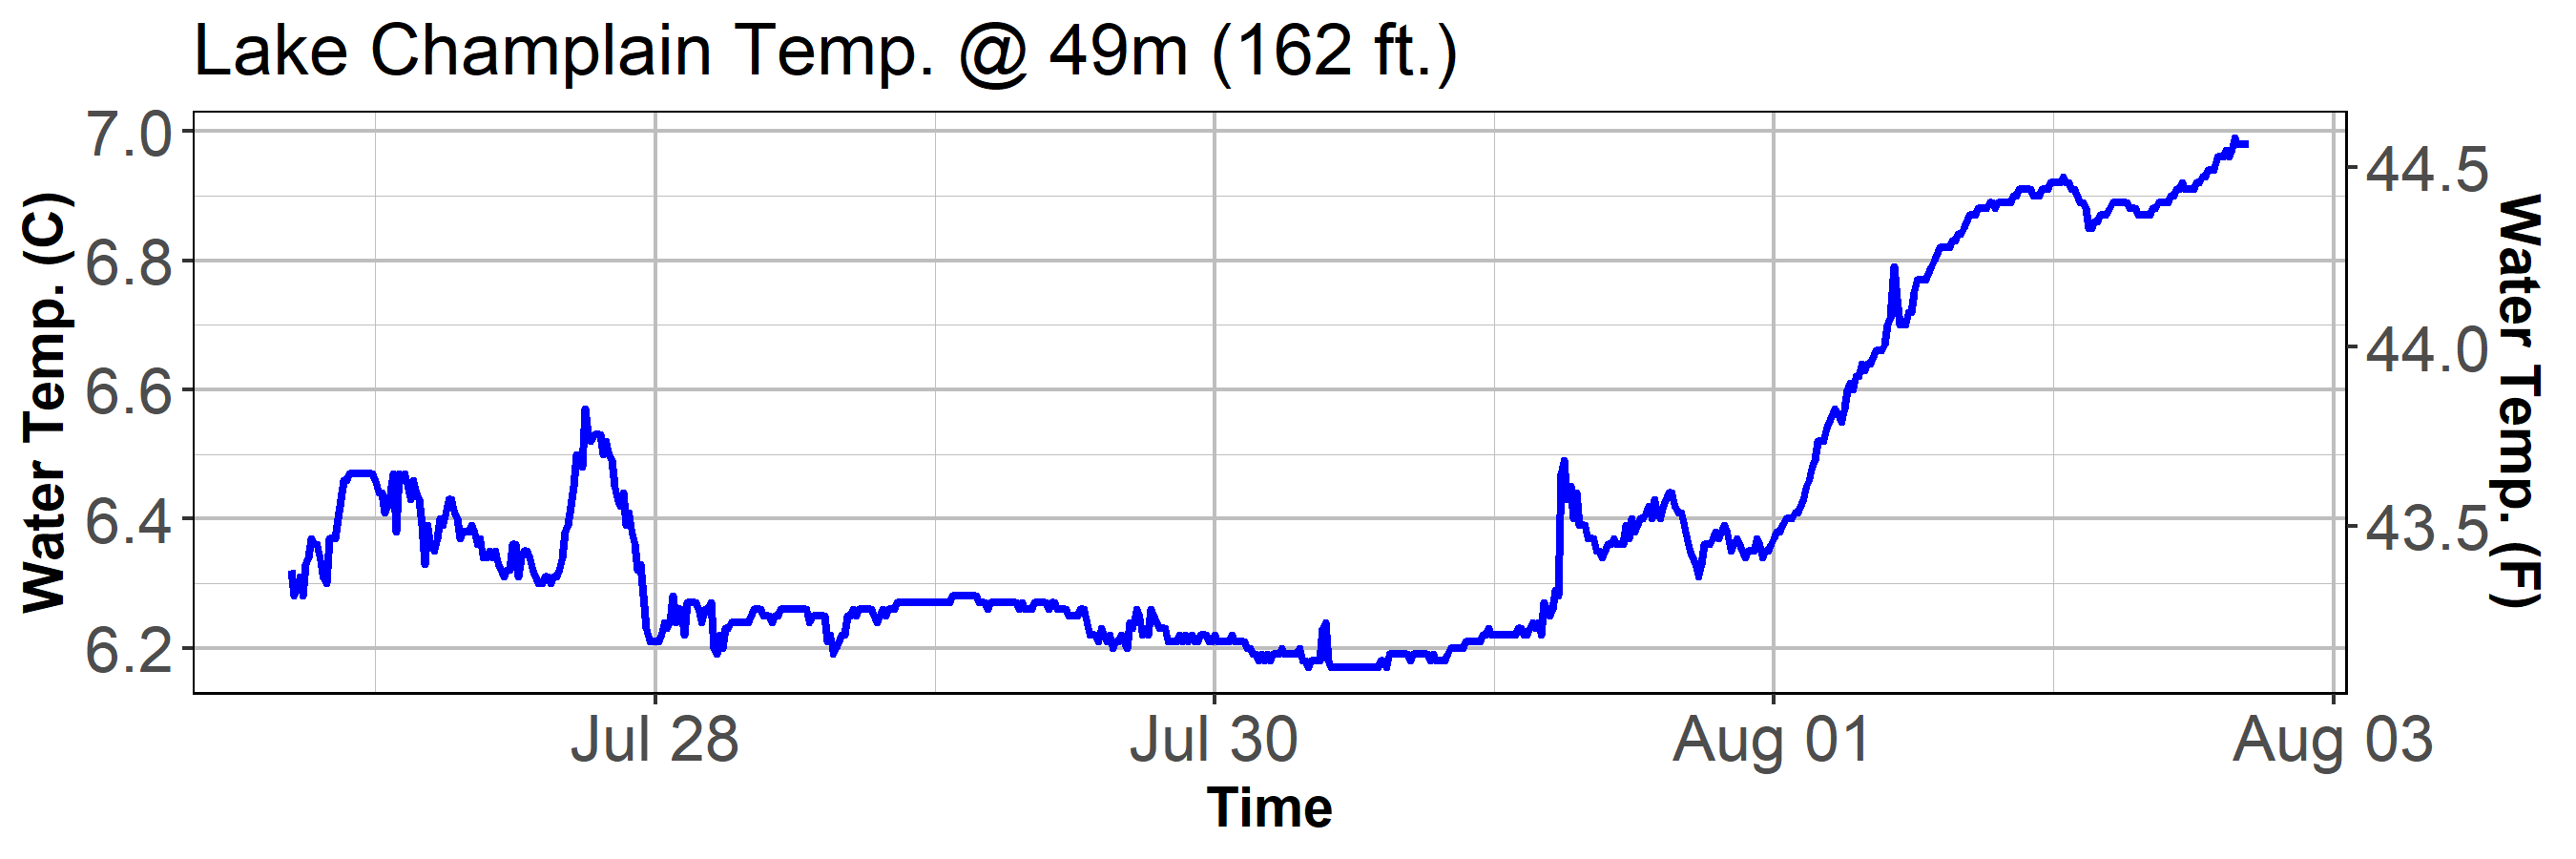 Lake Champlain Temp. @ 49m (162 ft.)
Water Temp. (C)
7.0
6.8
6.6
6.4
6.2
44.5
44.0
43.5
Water Temp. (F)
Jul 28
Jul 30
Aug 01
Aug 03
Time